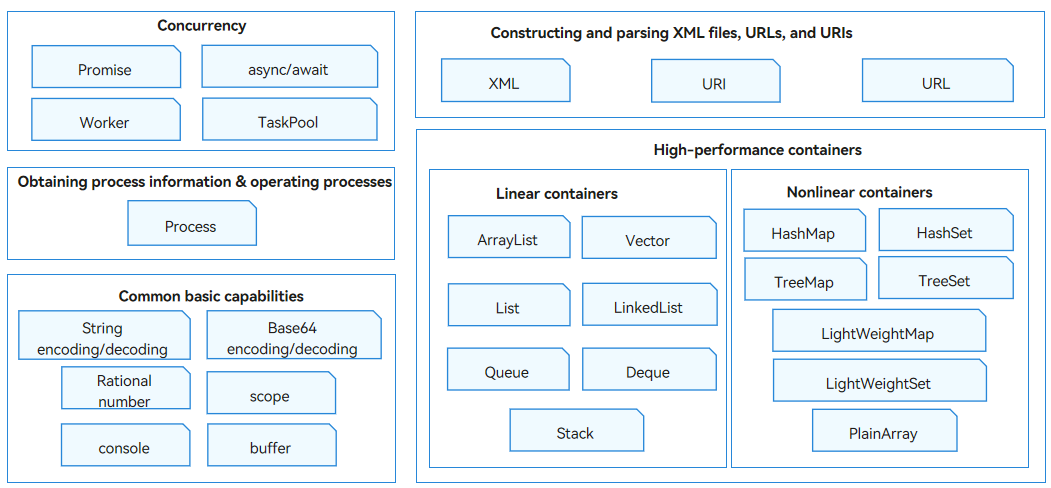 Concurrency
Promise
async/await
Worker
TaskPool
Obtaining process information & operating processes
Process
Common basic capabilities
String
encoding/decoding
Base64
encoding/decoding
Rational
number
scope
console
buffer
Constructing and parsing XML files, URLs, and URIs
XML
URI
URL
High-performance containers
Linear containers
ArrayList
Vector
List
LinkedList
Queue
Deque
Stack
Nonlinear containers
HashMap
HashSet
TreeMap
TreeSet
LightWeightMap
LightWeightSet
PlainArray